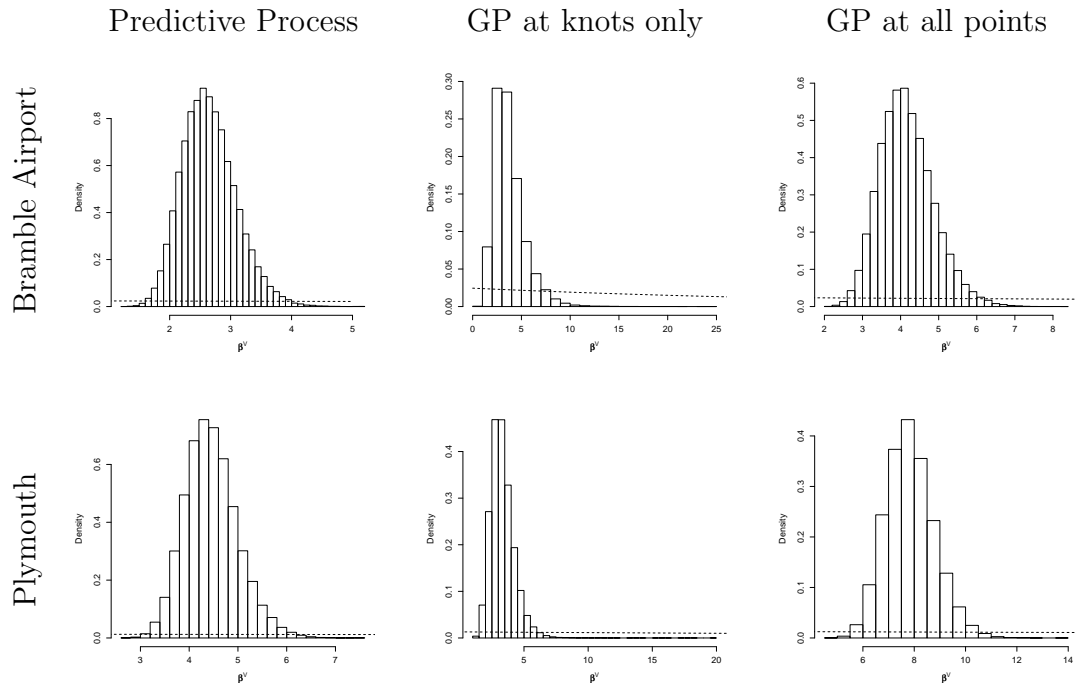 Predictive Process
GP at knots only
GP at all points
Bramble Airport
Density
0.0 0.2 0.4 0.6 0.8
2 3 4 5
βV
Density
0.00 0.05 0.10 0.15 0.20 0.25 0.30
0 5 10 15 20 25
βV
Density
0.0 0.1 0.2 0.3 0.4 0.5 0.6
2 3 4 5 6 7 8
βV
Plymouth
Density
0.0 0.2 0.4 0.6
3 4 5 6 7
βV
Density
0.0 0.1 0.2 0.3 0.4
5 10 15 20
βV
Density
0.0 0.1 0.2 0.3 0.4
6 8 10 12 14
βV